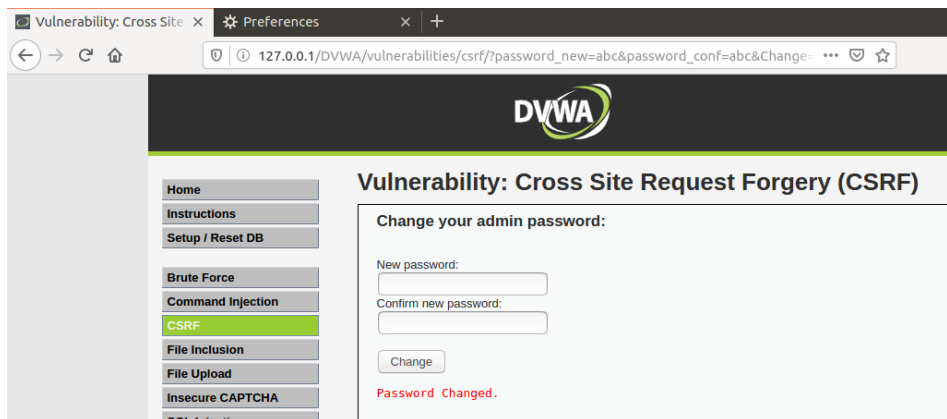 Vulnerability: Cross Site
Preferences
127.0.0.1/DVWA/vulnerabilities/csrf/?password_new=abc&password_conf=abc&Change=
DVWA
Home
Instructions
Setup / Reset DB
Brute Force
Command Injection
CSRF
File Inclusion
File Upload
Insecure CAPTCHA
Vulnerability: Cross Site Request Forgery (CSRF)
Change your admin password:
New password:
Confirm new password:
Change
Password Changed.